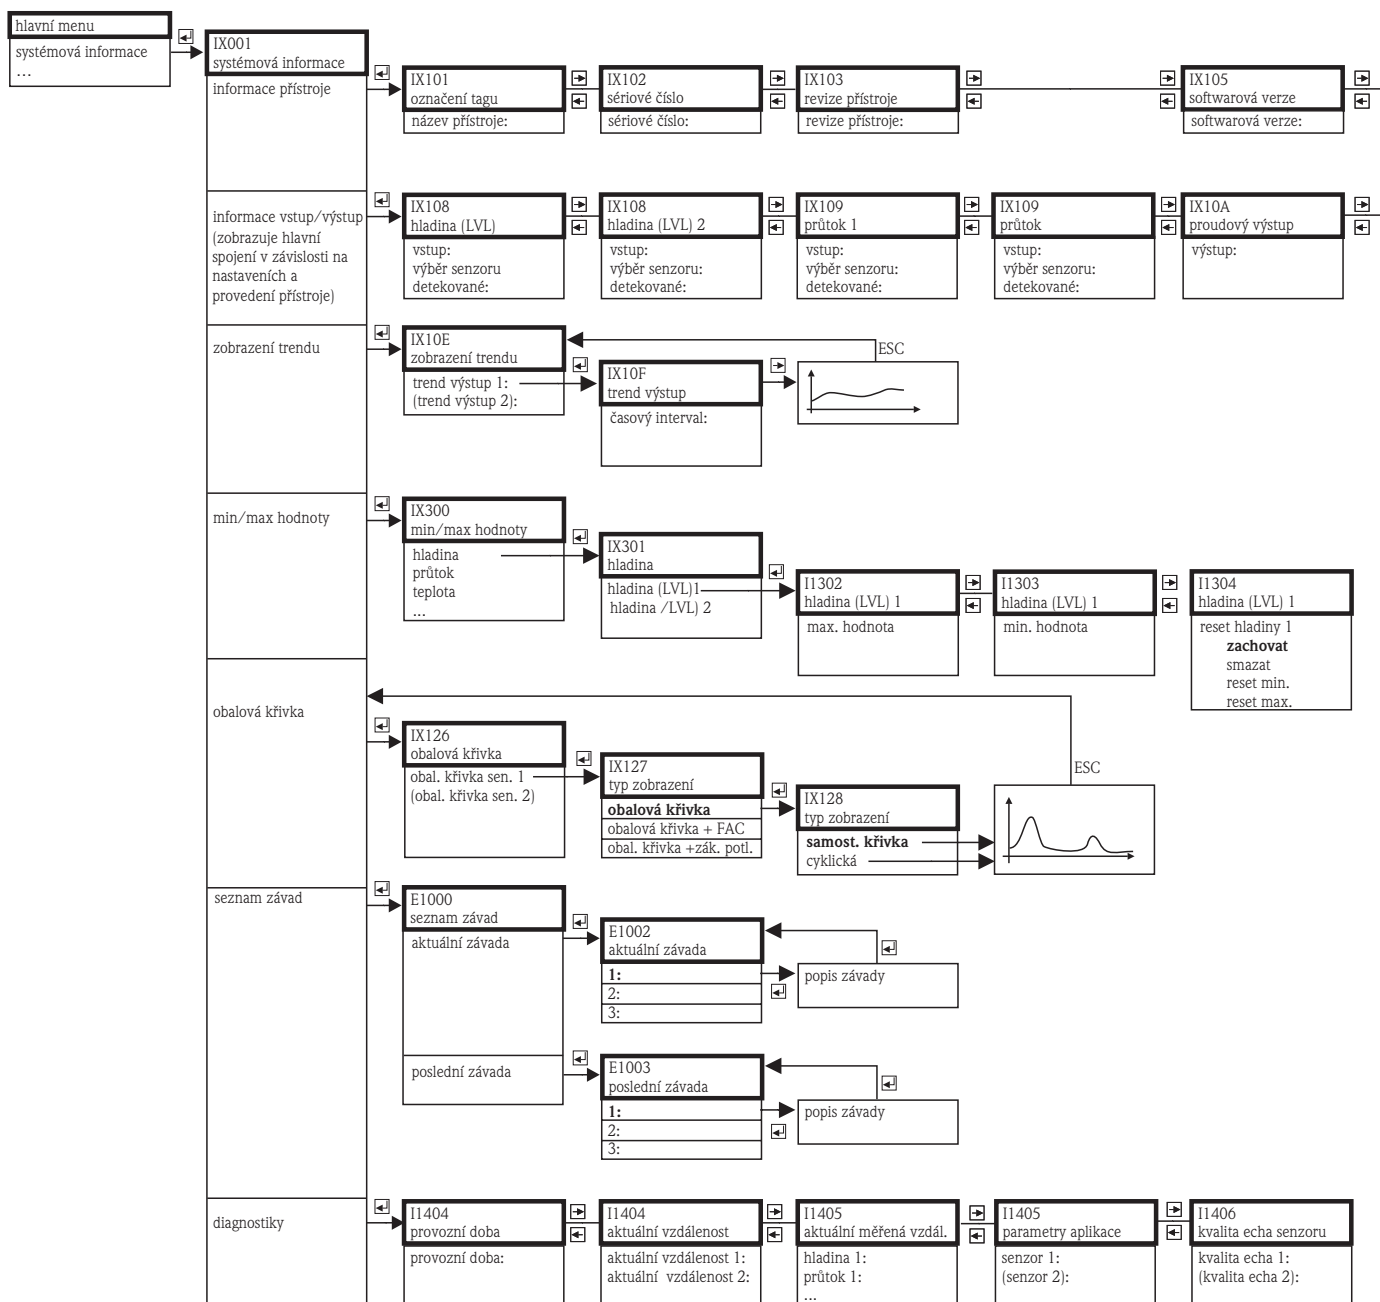 hlavní menu
systémová informace
...
IX001
systémová informace
informace přístroje
IX101
označení tagu
název přístroje:
IX102
sériové číslo
sériové číslo:
IX103
revize přístroje
revize přístroje:
IX105
softwarová verze
softwarová verze:
informace vstup/výstup
(zobrazuje hlavní
spojení v závislosti na
nastaveních a
provedení přístroje)
IX108
hladina (LVL)
vstup:
výběr senzoru
detekované:
IX108
hladina (LVL) 2
vstup:
výběr senzoru:
detekované:
IX109
průtok 1
vstup:
výběr senzoru:
detekované:
IX109
průtok
vstup:
výběr senzoru:
detekované:
IX10A
proudový výstup
výstup:
zobrazení trendu
IX10E
zobrazení trendu
trend výstup 1:
(trend výstup 2):
IX10F
trend výstup
časový interval:
ESC
min/max hodnoty
IX300
min/max hodnoty
hladina
průtok
teplota
...
IX301
hladina
hladina (LVL)1
hladina /LVL) 2
I1302
hladina (LVL) 1
max. hodnota
I1303
hladina (LVL) 1
min. hodnota
I1304
hladina (LVL) 1
reset hladiny 1
zachovat
smazat
reset min.
reset max.
obalová křivka
IX126
obalová křivka
obal. křivka sen. 1
(obal. křivka sen. 2)
IX127
typ zobrazení
obalová křivka
obalová křivka + FAC
obal. křivka +zák. potl.
IX128
typ zobrazení
samost. křivka
cyklická
ESC
seznam závad
E1000
seznam závad
aktuální závada
E1002
aktuální závada
1:
2:
3:
popis závady
poslední závada
E1003
poslední závada
1:
2:
3:
popis závady
diagnostiky
I1404
provozní doba
provozní doba:
I1404
aktuální vzdálenost
aktuální vzdálenost 1:
aktuální vzdálenost 2:
I1405
aktuální měřená vzdál.
hladina 1:
průtok 1:
...
I1405
parametry aplikace
senzor 1:
(senzor 2):
I1406
kvalita echa senzoru
kvalita echa 1:
(kvalita echa 2):